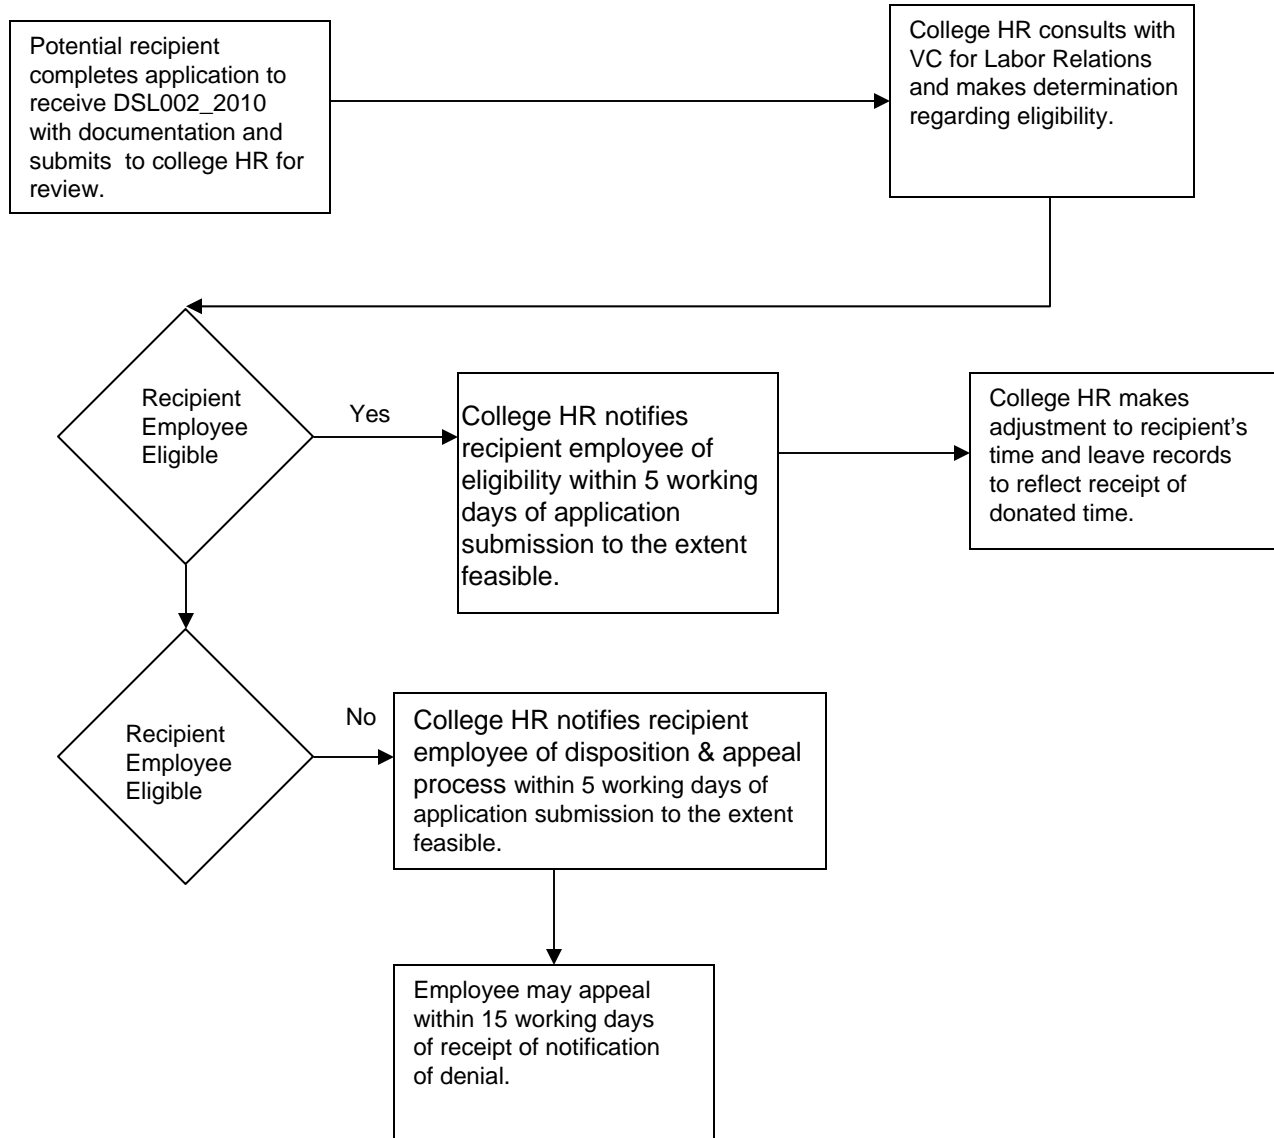 Potential recipient
completes application to
receive DSL002_2010
with documentation and
submits  to college HR for
review.
College HR consults with
VC for Labor Relations
and makes determination
regarding eligibility.
Recipient
Employee
Eligible
Yes
College HR notifies
recipient employee of
eligibility within 5 working
days of application
submission to the extent
feasible.
College HR makes
adjustment to recipient’s
time and leave records
to reflect receipt of
donated time.
Recipient
Employee
Eligible
No
College HR notifies recipient
employee of disposition & appeal
process within 5 working days of
application submission to the extent
feasible.
Employee may appeal
within 15 working days
of receipt of notification
of denial.